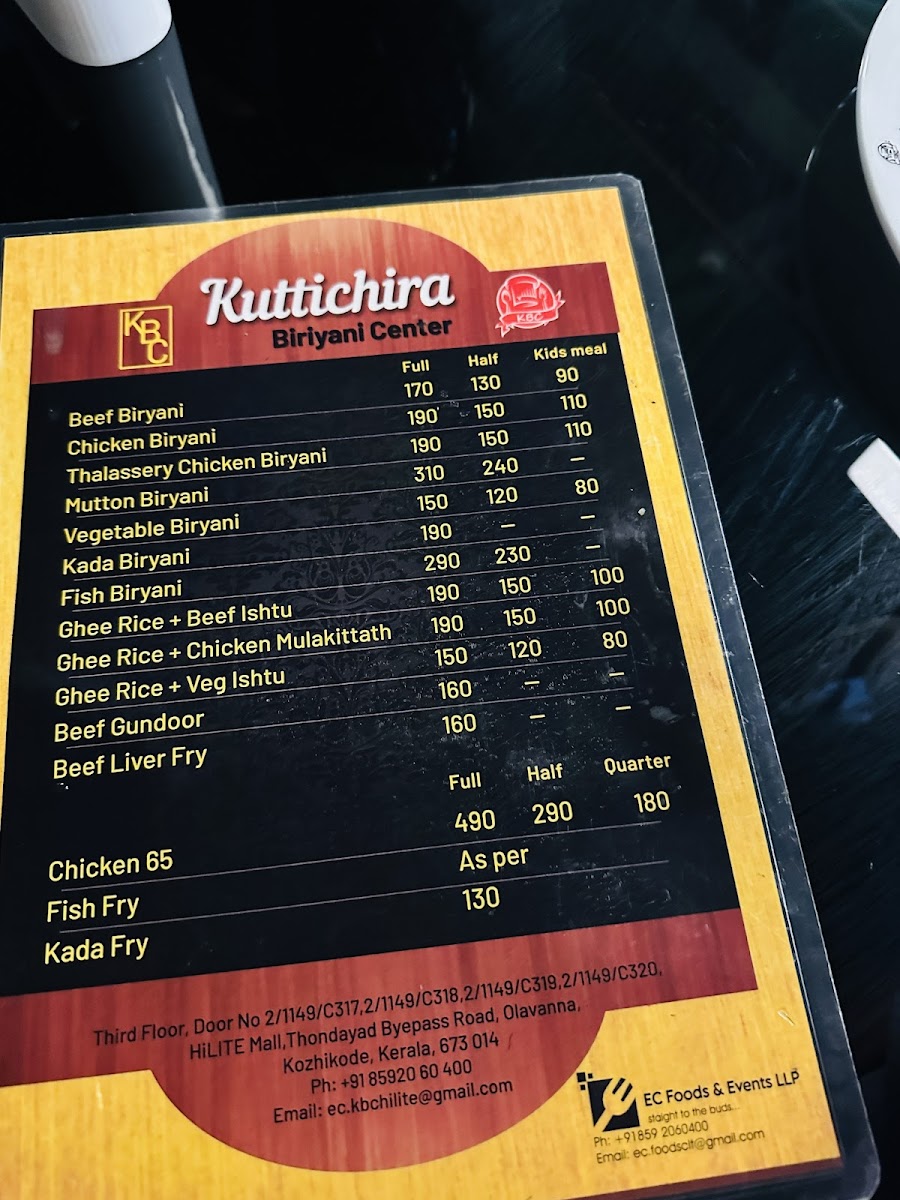 KBC
Kuttichira
Biriyani Center
KBC
Full Half Kids meal
Beef Biryani 170 130 90
Chicken Biryani 190 150 110
Thalassery Chicken Biryani 190 150 110
Mutton Biryani 310 240 –
Vegetable Biryani 150 120 80
Kada Biryani 190 – –
Fish Biryani 290 230 –
Ghee Rice + Beef Ishtu 190 150 100
Ghee Rice + Chicken Mulakittath 190 150 100
Ghee Rice + Veg Ishtu 150 120 80
Beef Gundoor 160 – –
Beef Liver Fry 160 – –
Full Half Quarter
Chicken 65 490 290 180
Fish Fry As per
Kada Fry 130
Third Floor, Door No 2/1149/C317,2/1149/C318,2/1149/C319,2/1149/C320,
HiLITE Mall,Thondayad Byepass Road, Olavanna,
Kozhikode, Kerala, 673 014
Ph: +91 85920 60 400
Email: ec.kbchilite@gmail.com
EC Foods & Events LLP
staight to the buds...
Ph: +91859 2060400
Email: ec.foodsclt@gmail.com